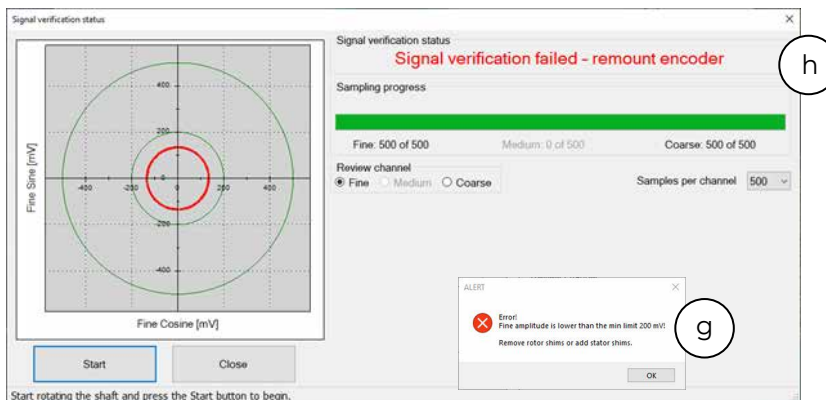 Signal verification status
Signal verification status
Signal verification failed - remount encoder
h
Sampling progress
Fine: 500 of 500 Medium: 0 of 500 Coarse: 500 of 500
Review channel
Fine Medium Coarse
Samples per channel 500
400
200
-400 -200 0 200 400
0
-200
-400
Fine Sine [mV]
Fine Cosine [mV]
ALERT
Error!
Fine amplitude is lower than the min limit 200 mV!
Remove rotor shims or add stator shims.
OK
g
Start Close
Start rotating the shaft and press the Start button to begin.